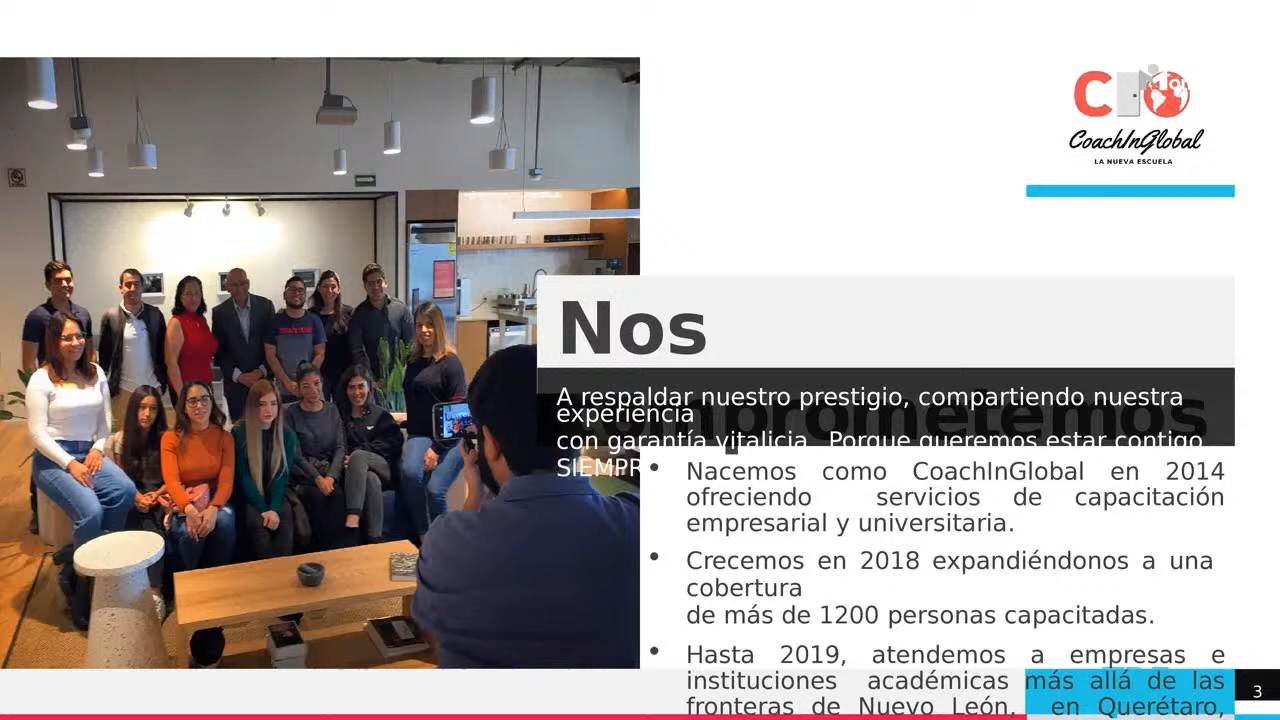 CoachInGlobal
LA NUEVA ESCUELA
Nos
comprometemos
A respaldar nuestro prestigio, compartiendo nuestra
experiencia
con garantía vitalicia. Porque queremos estar contigo
SIEMPR
• Nacemos como CoachInGlobal en 2014
ofreciendo servicios de capacitación
empresarial y universitaria.
• Crecemos en 2018 expandiéndonos a una
cobertura
de más de 1200 personas capacitadas.
• Hasta 2019, atendemos a empresas e
instituciones académicas más allá de las
fronteras de Nuevo León, en Querétaro,
3